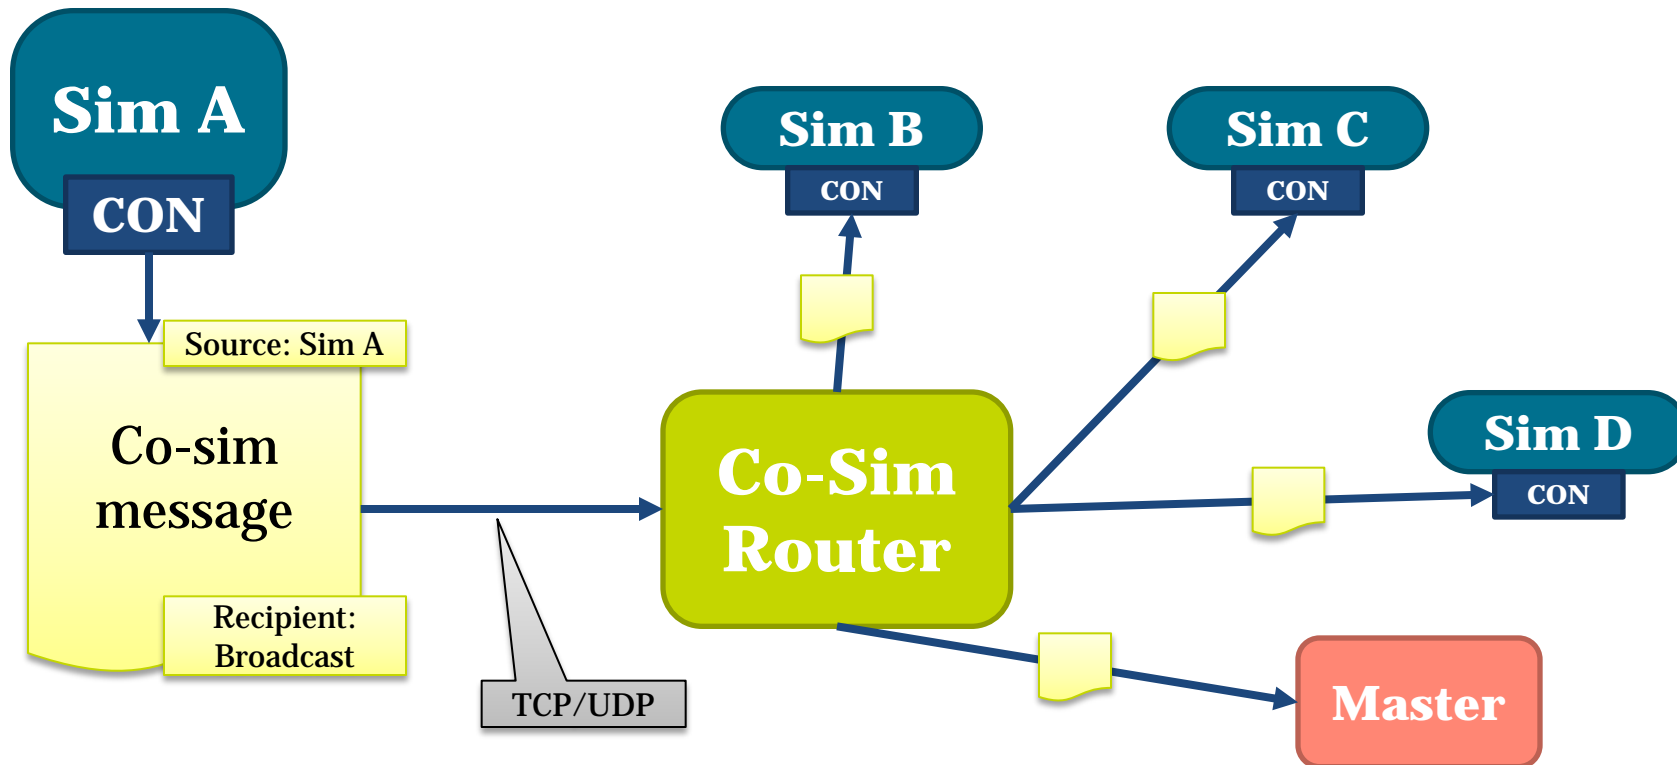 Sim A
CON
Source: Sim A
Co-sim
message
Recipient:
Broadcast
TCP/UDP
Sim B
CON
Sim C
CON
Co-Sim
Router
Sim D
CON
Master